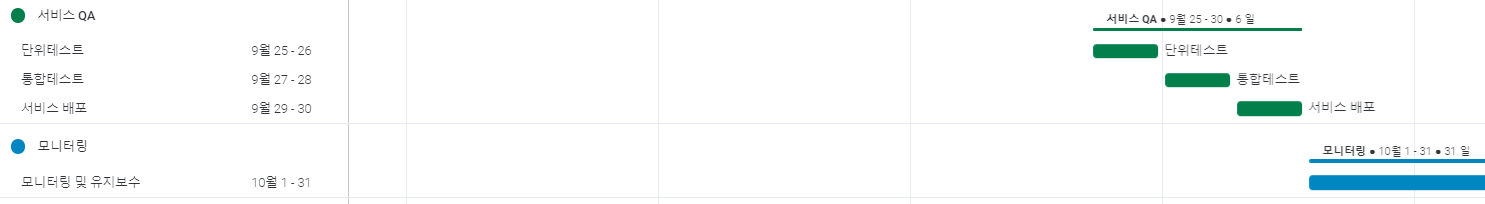 서비스 QA
서비스 QA ● 9월 25 - 30 ● 6 일
단위테스트 9월 25 - 26 단위테스트
통합테스트 9월 27 - 28 통합테스트
서비스 배포 9월 29 - 30 서비스 배포
모니터링
모니터링 ● 10월 1 - 31 ● 31 일
모니터링 및 유지보수 10월 1 - 31